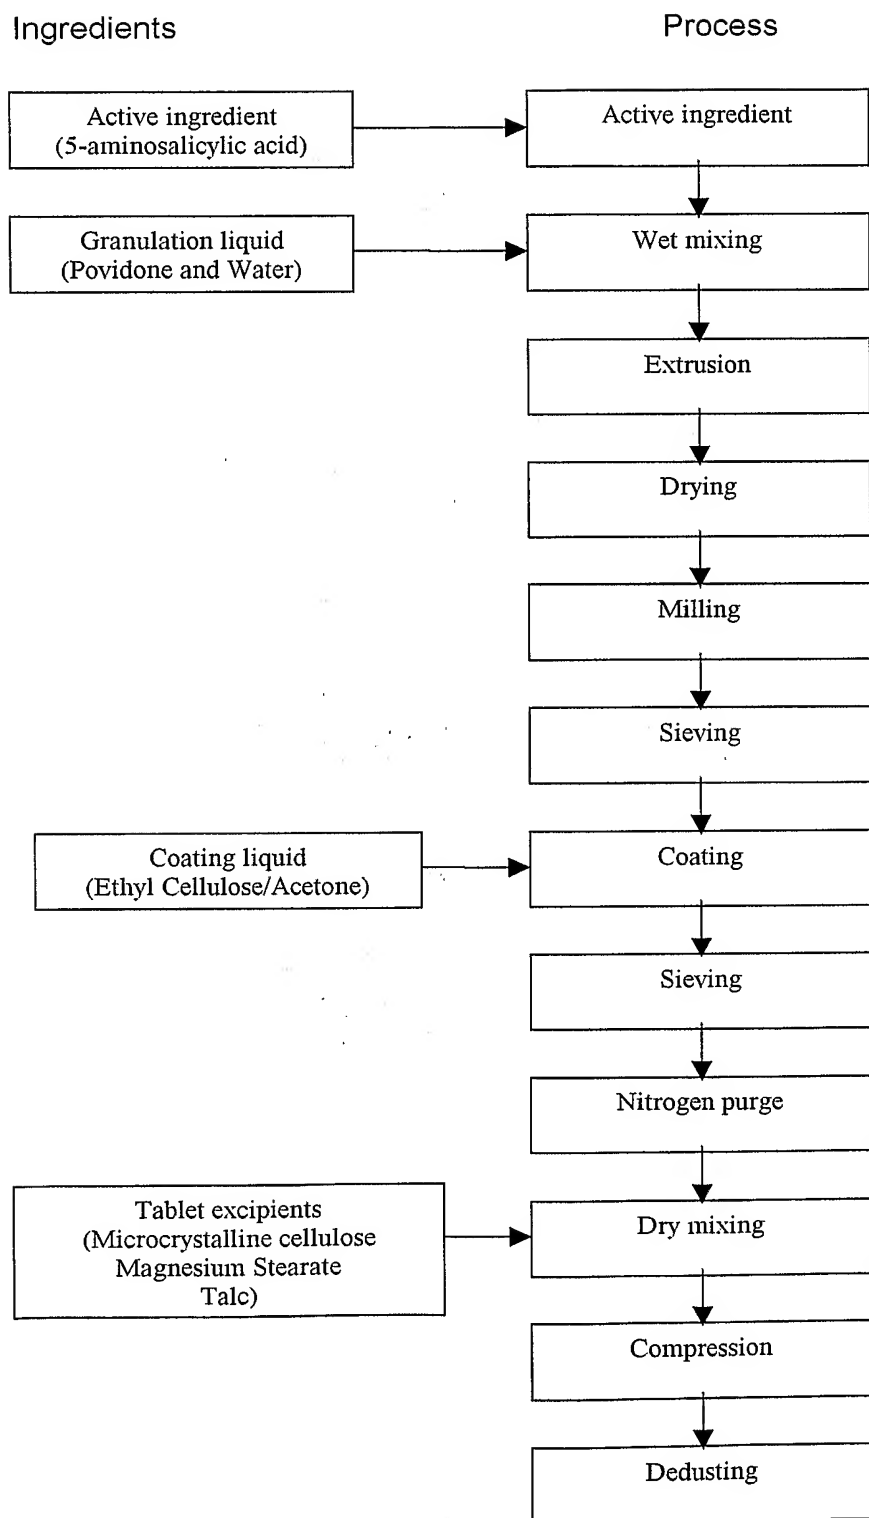 Ingredients
Process
Active ingredient
(5-aminosalicylic acid)
Active ingredient
Granulation liquid
(Povidone and Water)
Wet mixing
Extrusion
Drying
Milling
Sieving
Coating liquid
(Ethyl Cellulose/Acetone)
Coating
Sieving
Nitrogen purge
Tablet excipients
(Microcrystalline cellulose
Magnesium Stearate
Talc)
Dry mixing
Compression
Dedusting